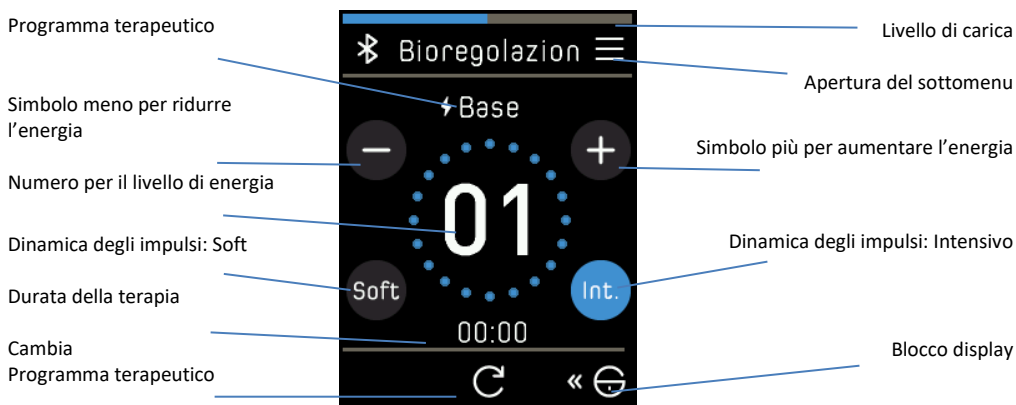 Programma terapeutico
Simbolo meno per ridurre
l’energia
Numero per il livello di energia
Dinamica degli impulsi: Soft
Durata della terapia
Cambia
Programma terapeutico
Bioregolazion
Base
01
Soft
Int.
00:00
«
Livello di carica
Apertura del sottomenu
Simbolo più per aumentare l’energia
Dinamica degli impulsi: Intensivo
Blocco display